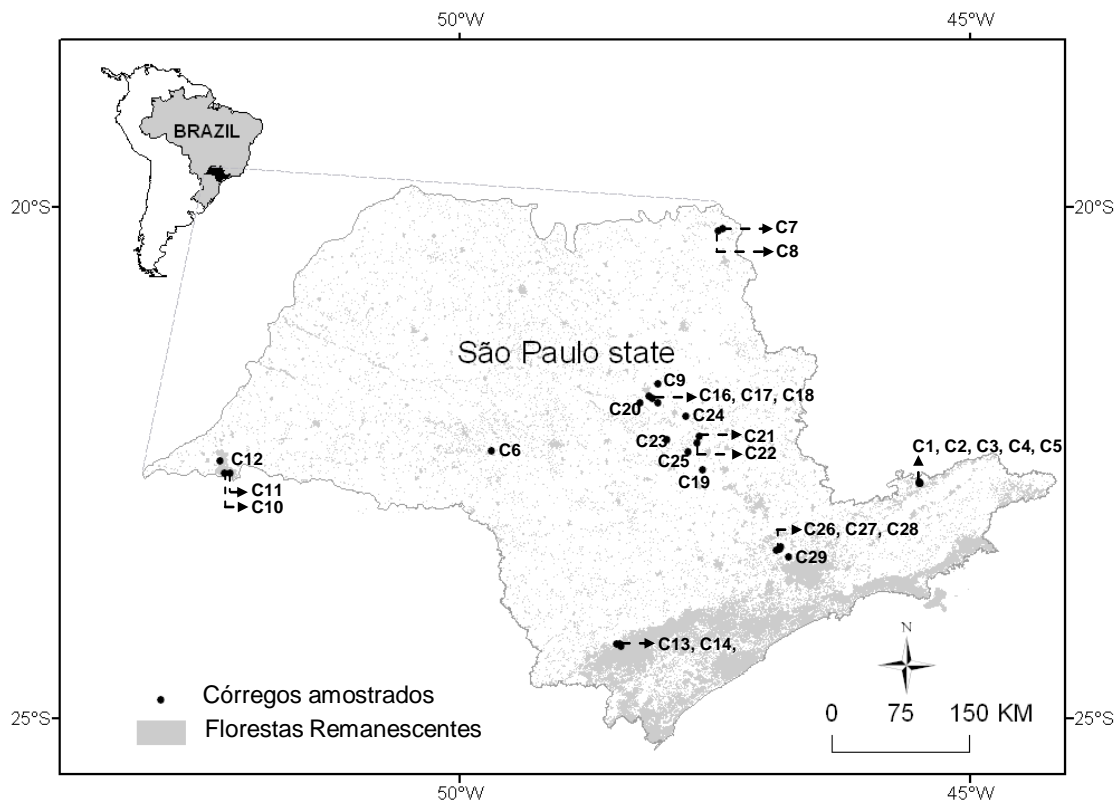 50°W 45°W
BRAZIL
20°S 20°S
C7
C8
São Paulo state
C9
C16, C17, C18
C20
C24
C21
C23
C22
C25
C6
C12
C19
C1, C2, C3, C4, C5
C11
C10
C26, C27, C28
C29
N
C13, C14,
Córregos amostrados
Florestas Remanescentes
0 75 150 KM
25°S 25°S
50°W 45°W